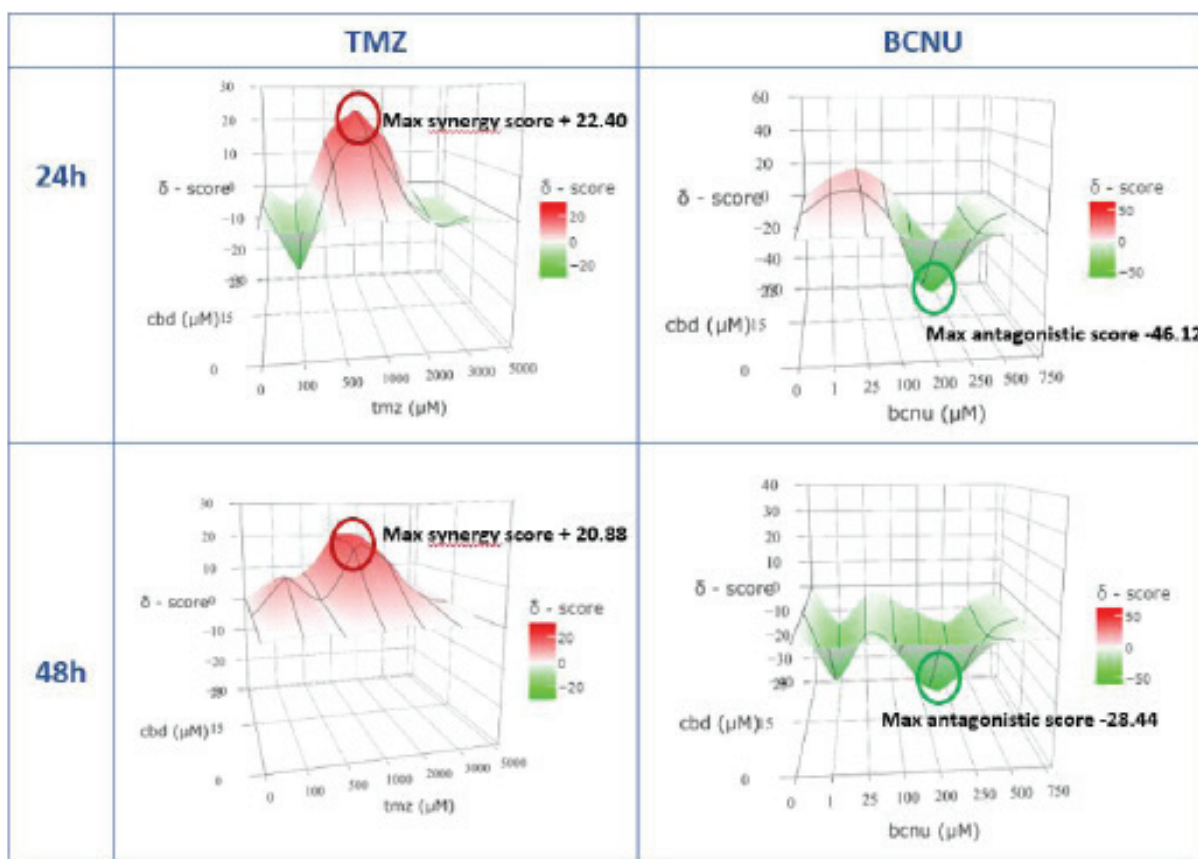 TMZ
BCNU
24h
30
20
10
0
-10
-20
δ - score
Max synergy score + 22.40
δ - score
20
0
-20
cbd (μM)
15
0
0 100 500 1000 2000 3000 5000
tmz (μM)
60
40
20
0
-20
-40
δ - score
δ - score
50
0
-50
cbd (μM)
15
0
Max antagonistic score -46.12
0 1 25 100 200 250 500 750
bcnu (μM)
48h
30
20
10
0
-10
-20
δ - score
Max synergy score + 20.88
δ - score
20
0
-20
cbd (μM)
15
0
0 100 500 1000 2000 3000 5000
tmz (μM)
40
30
20
10
0
-10
-20
-30
δ - score
δ - score
50
0
-50
cbd (μM)
15
0
Max antagonistic score -28.44
0 1 25 100 200 250 500 750
bcnu (μM)